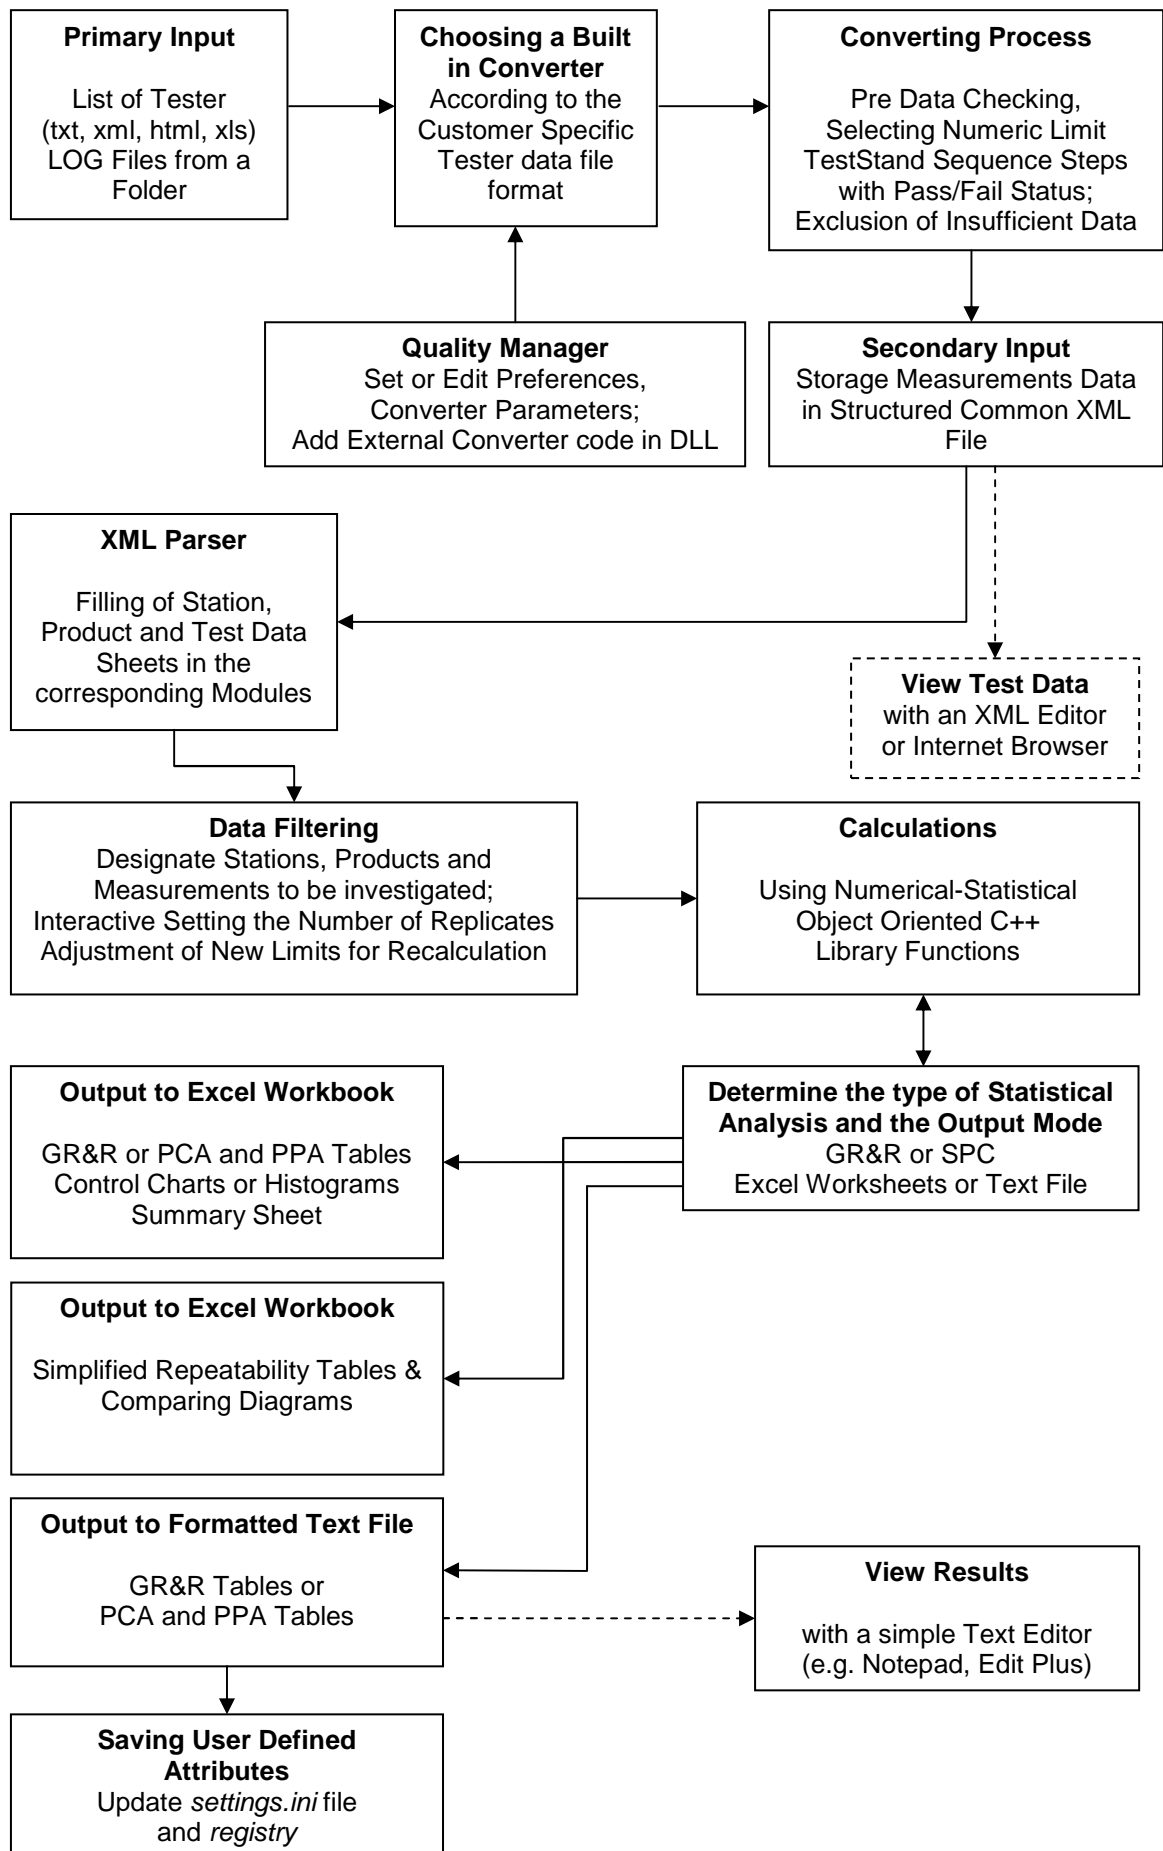 Primary Input
List of Tester
(txt, xml, html, xls)
LOG Files from a
Folder
Choosing a Built
in Converter
According to the
Customer Specific
Tester data file
format
Converting Process
Pre Data Checking,
Selecting Numeric Limit
TestStand Sequence Steps
with Pass/Fail Status;
Exclusion of Insufficient Data
Quality Manager
Set or Edit Preferences,
Converter Parameters;
Add External Converter code in DLL
Secondary Input
Storage Measurements Data
in Structured Common XML
File
XML Parser
Filling of Station,
Product and Test Data
Sheets in the
corresponding Modules
View Test Data
with an XML Editor
or Internet Browser
Data Filtering
Designate Stations, Products and
Measurements to be investigated;
Interactive Setting the Number of Replicates
Adjustment of New Limits for Recalculation
Calculations
Using Numerical-Statistical
Object Oriented C++
Library Functions
Output to Excel Workbook
GR&R or PCA and PPA Tables
Control Charts or Histograms
Summary Sheet
Determine the type of Statistical
Analysis and the Output Mode
GR&R or SPC
Excel Worksheets or Text File
Output to Excel Workbook
Simplified Repeatability Tables &
Comparing Diagrams
Output to Formatted Text File
GR&R Tables or
PCA and PPA Tables
View Results
with a simple Text Editor
(e.g. Notepad, Edit Plus)
Saving User Defined
Attributes
Update settings.ini file
and registry